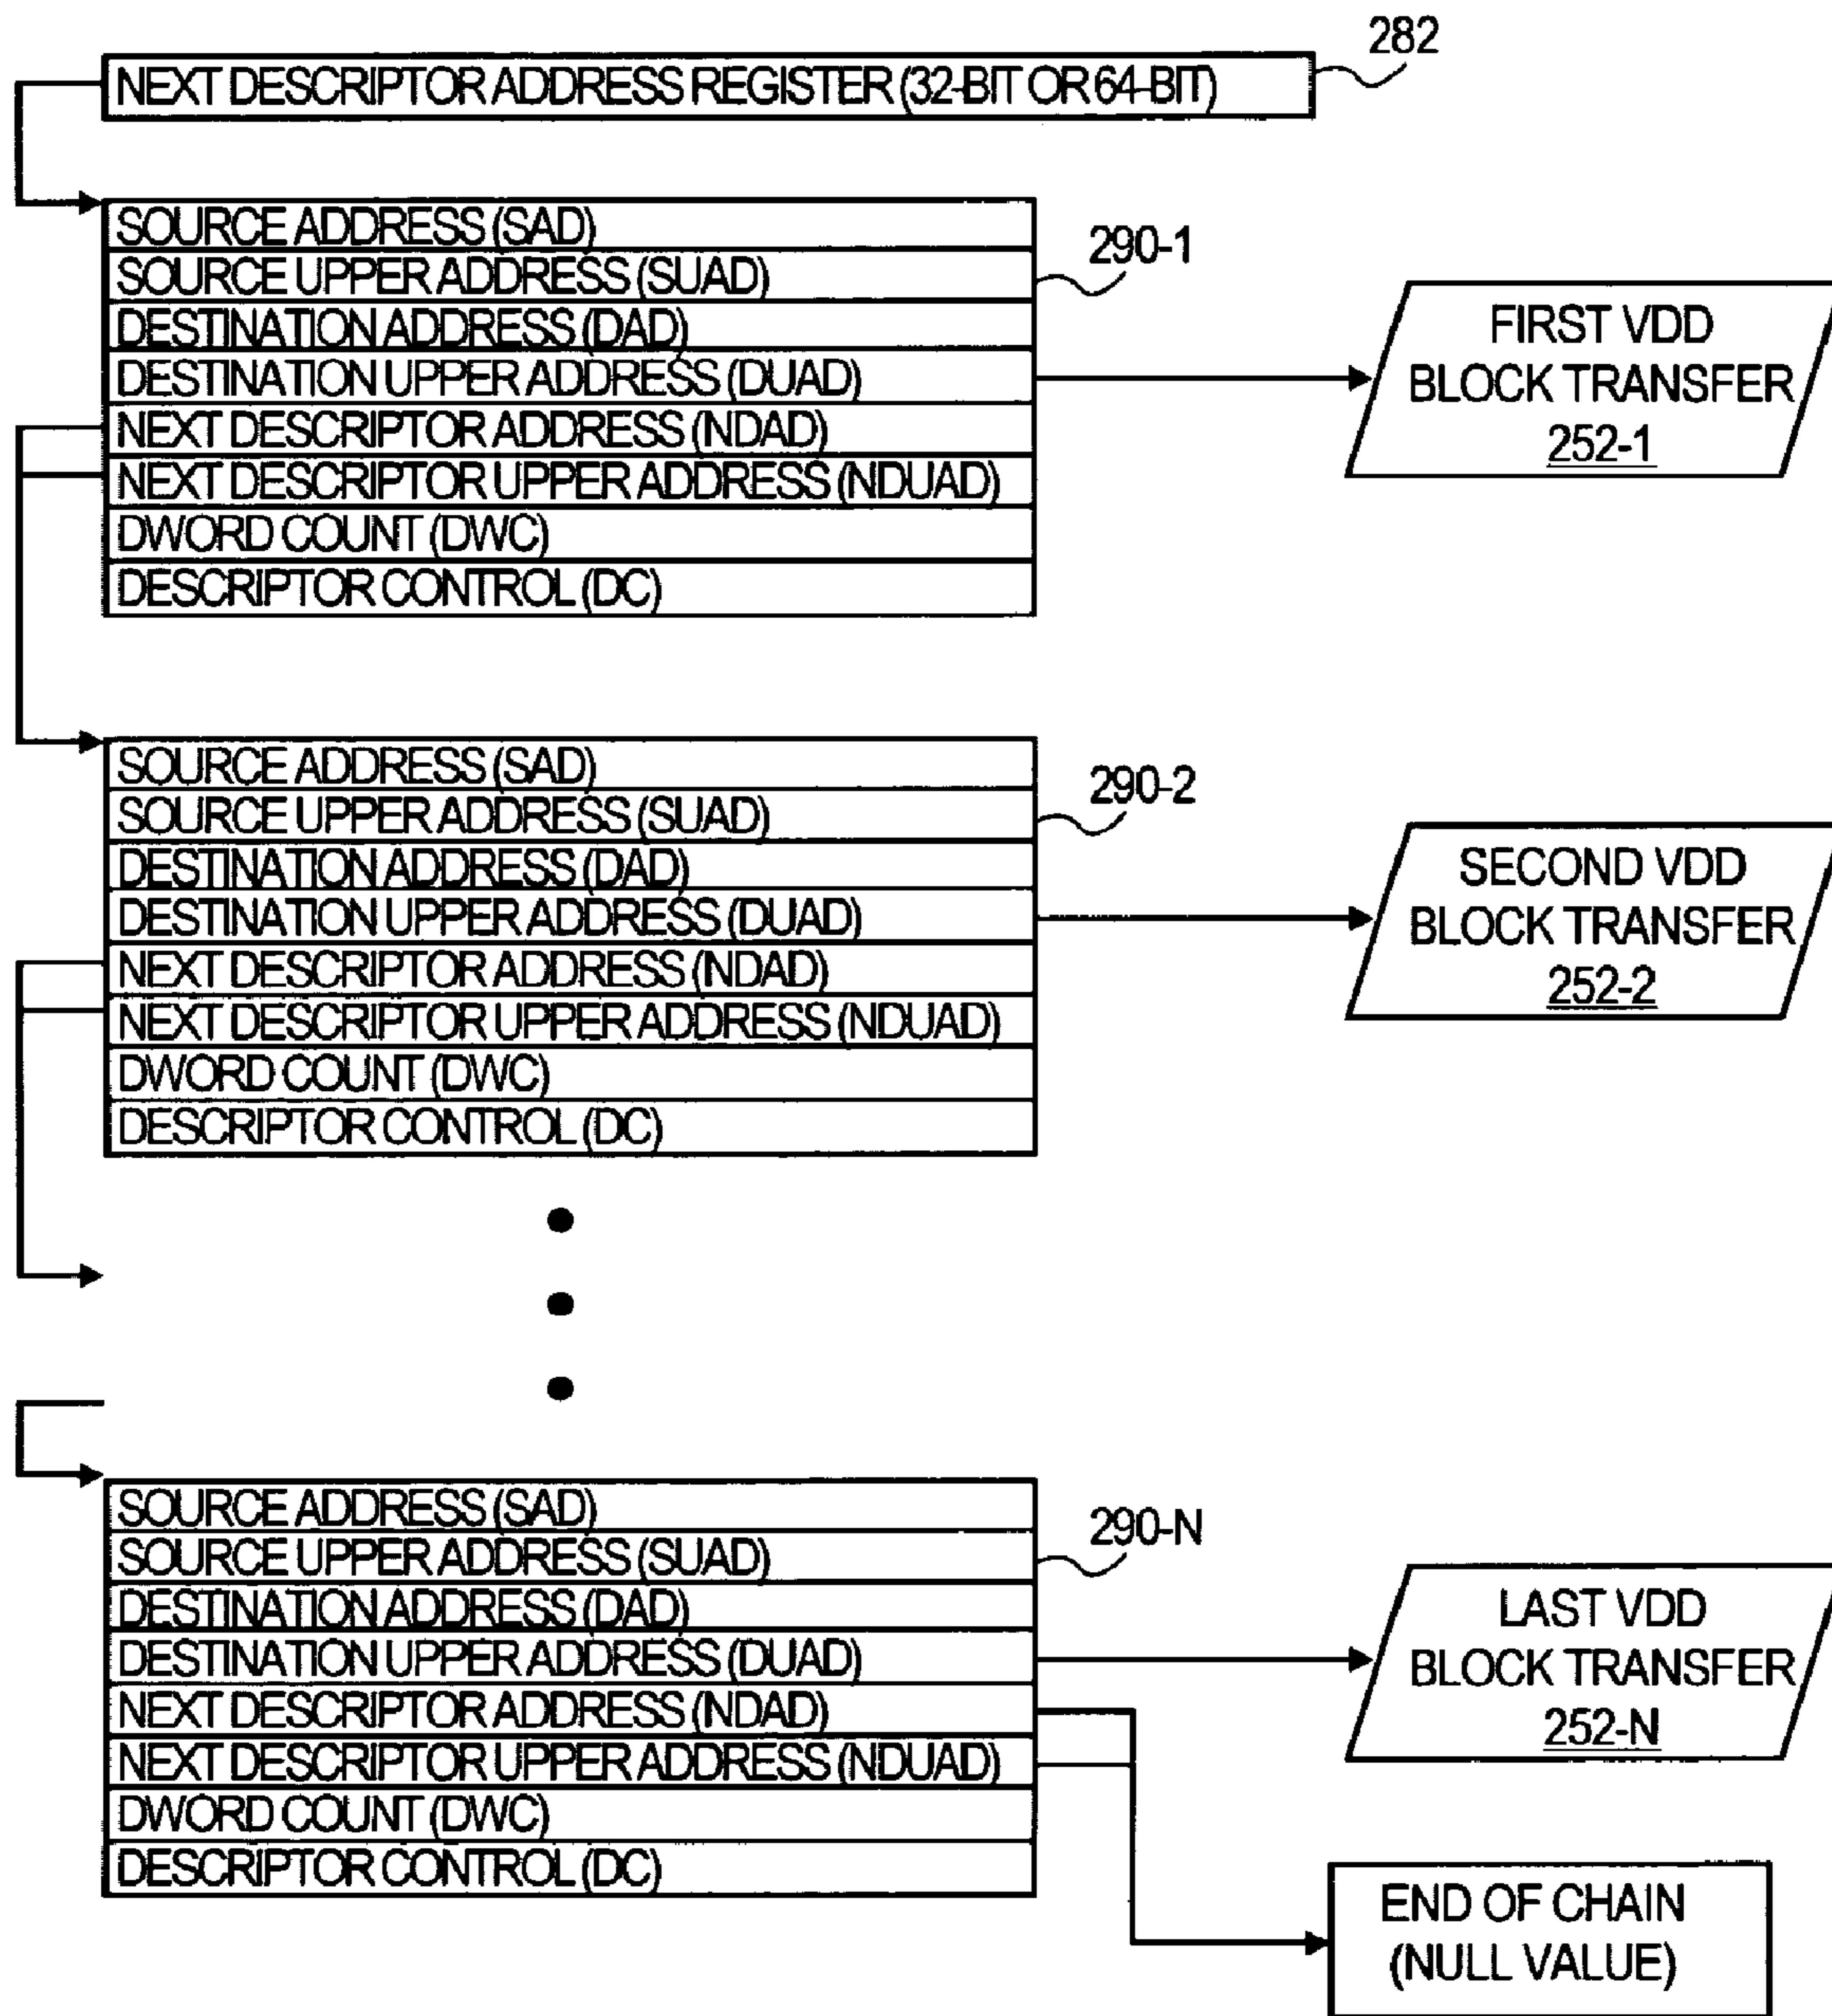 282
NEXT DESCRIPTOR ADDRESS REGISTER (32-BIT OR 64-BIT)
SOURCE ADDRESS (SAD)
SOURCE UPPER ADDRESS (SUAD)
DESTINATION ADDRESS (DAD)
DESTINATION UPPER ADDRESS (DUAD)
NEXT DESCRIPTOR ADDRESS (NDAD)
NEXT DESCRIPTOR UPPER ADDRESS (NDUAD)
DWORD COUNT (DWC)
DESCRIPTOR CONTROL (DC)
290-1
FIRST VDD
BLOCK TRANSFER
252-1
SOURCE ADDRESS (SAD)
SOURCE UPPER ADDRESS (SUAD)
DESTINATION ADDRESS (DAD)
DESTINATION UPPER ADDRESS (DUAD)
NEXT DESCRIPTOR ADDRESS (NDAD)
NEXT DESCRIPTOR UPPER ADDRESS (NDUAD)
DWORD COUNT (DWC)
DESCRIPTOR CONTROL (DC)
290-2
SECOND VDD
BLOCK TRANSFER
252-2
SOURCE ADDRESS (SAD)
SOURCE UPPER ADDRESS (SUAD)
DESTINATION ADDRESS (DAD)
DESTINATION UPPER ADDRESS (DUAD)
NEXT DESCRIPTOR ADDRESS (NDAD)
NEXT DESCRIPTOR UPPER ADDRESS (NDUAD)
DWORD COUNT (DWC)
DESCRIPTOR CONTROL (DC)
290-N
LAST VDD
BLOCK TRANSFER
252-N
END OF CHAIN
(NULL VALUE)